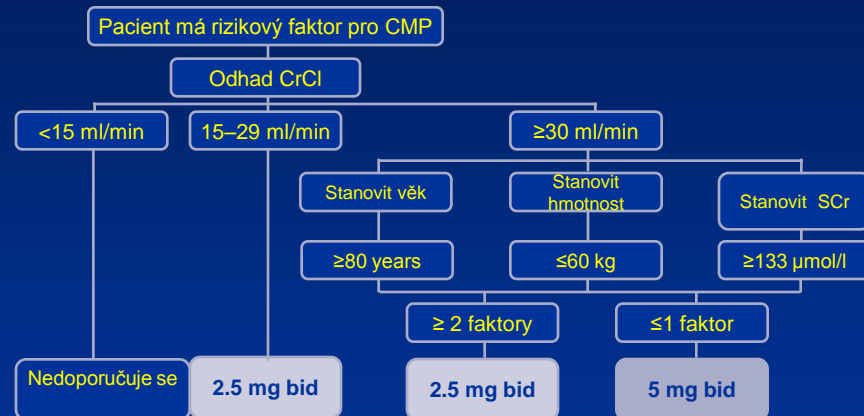 Pacient má rizikový faktor pro CMP
Odhad CrCl
<15 ml/min
15–29 ml/min
≥30 ml/min
Stanovit věk
Stanovit
hmotnost
Stanovit SCr
≥80 years
≤60 kg
≥133 µmol/l
≥ 2 faktory
≤1 faktor
Nedoporučuje se
2.5 mg bid
2.5 mg bid
5 mg bid